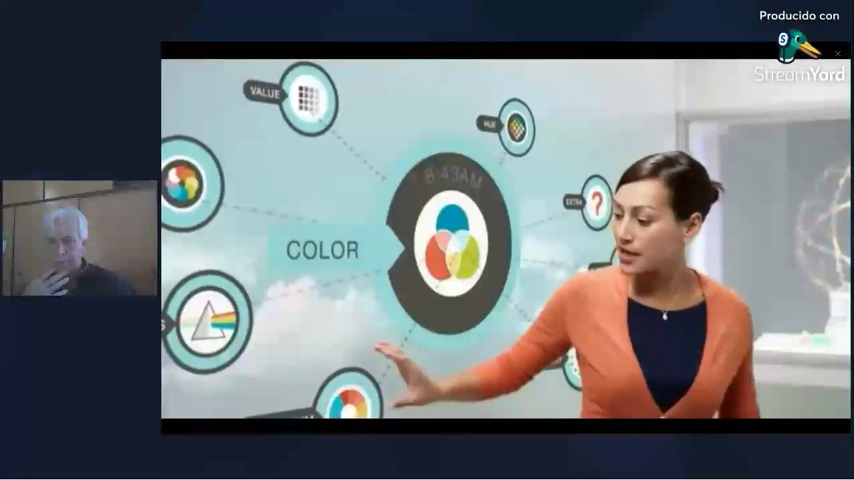 Producido con
S
StreamYard
VALUE
HUE
8:43AM
EXTRA
?
COLOR